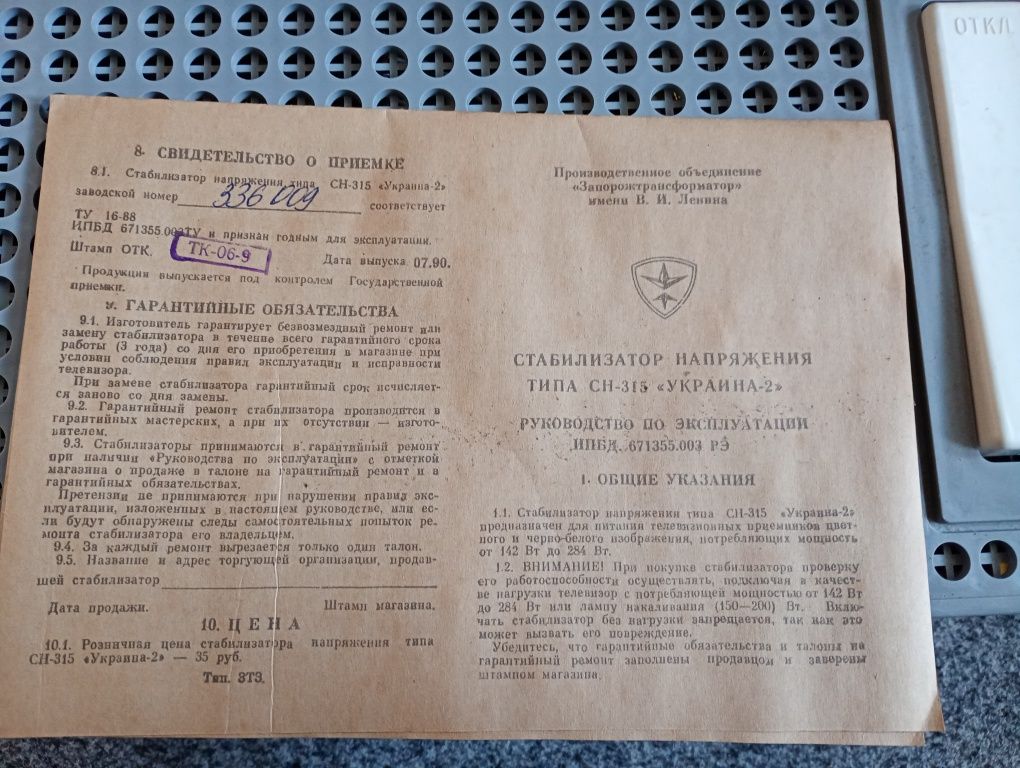 ОТКЛ
8. СВИДЕТЕЛЬСТВО О ПРИЕМКЕ
8.1. Стабилизатор напряжения типа СН-315 «Украина-2»
заводской номер 336009 соответствует
ТУ 16-88
ИПБД 671355.003ТУ и признан годным для эксплуатации.
Штамп ОТК. ТК-06-9 Дата выпуска 07.90.
Продукция выпускается под контролем Государственной
приемки.
9. ГАРАНТИЙНЫЕ ОБЯЗАТЕЛЬСТВА
9.1. Изготовитель гарантирует безвозмездный ремонт или
замену стабилизатора в течение всего гарантийного срока
работы (3 года) со дня его приобретения в магазине при
условии соблюдения правил эксплуатации и исправности
телевизора.
При замене стабилизатора гарантийный срок исчисляет-
ся заново со дня замены.
9.2. Гарантийный ремонт стабилизатора производится в
гарантийных мастерских, а при их отсутствии — изгото-
вителем.
9.3. Стабилизаторы принимаются в гарантийный ремонт
при наличии «Руководства по эксплуатации» с отметкой
магазина о продаже в талоне на гарантийный ремонт и в
гарантийных обязательствах.
Претензии не принимаются при нарушении правил экс-
плуатации, изложенных в настоящем руководстве, или ес-
ли будут обнаружены следы самостоятельных попыток ре-
монта стабилизатора его владельцем.
9.4. За каждый ремонт вырезается только один талон.
9.5. Название и адрес торгующей организации, продав-
шей стабилизатор
Дата продажи. Штамп магазина.
10. ЦЕНА
10.1. Розничная цена стабилизатора напряжения типа
СН-315 «Украина-2» — 35 руб.
Тип. ЗТЗ.
Производственное объединение
«Запорожтрансформатор»
имени В. И. Ленина
СТАБИЛИЗАТОР НАПРЯЖЕНИЯ
ТИПА СН-315 «УКРАИНА-2»
РУКОВОДСТВО ПО ЭКСПЛУАТАЦИИ
ИПБД. 671355.003 РЭ
1. ОБЩИЕ УКАЗАНИЯ
1.1. Стабилизатор напряжения типа СН-315 «Украина-2»
предназначен для питания телевизионных приемников цвет-
ного и черно-белого изображения, потребляющих мощность
от 142 Вт до 284 Вт.
1.2. ВНИМАНИЕ! При покупке стабилизатора проверку
его работоспособности осуществлять, подключая в качест-
ве нагрузки телевизор с потребляющей мощностью от 142 Вт
до 284 Вт или лампу накаливания (150—200) Вт. Вклю-
чать стабилизатор без нагрузки запрещается, так как это
может вызвать его повреждение.
Убедитесь, что гарантийные обязательства и талоны на
гарантийный ремонт заполнены продавцом и заверены
штампом магазина.